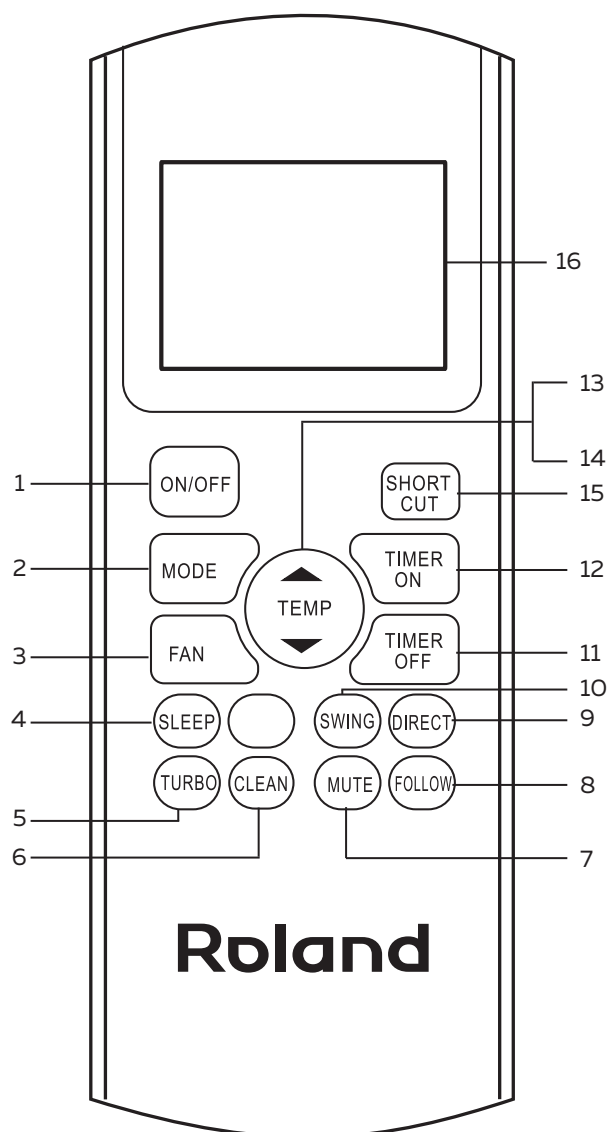 16
13
14
1
ON/OFF
SHORT
CUT
15
2
MODE
TIMER
ON
12
TEMP
3
FAN
TIMER
OFF
11
10
4
SLEEP
SWING
DIRECT
9
TURBO
CLEAN
MUTE
FOLLOW
8
5
6
7
Roland